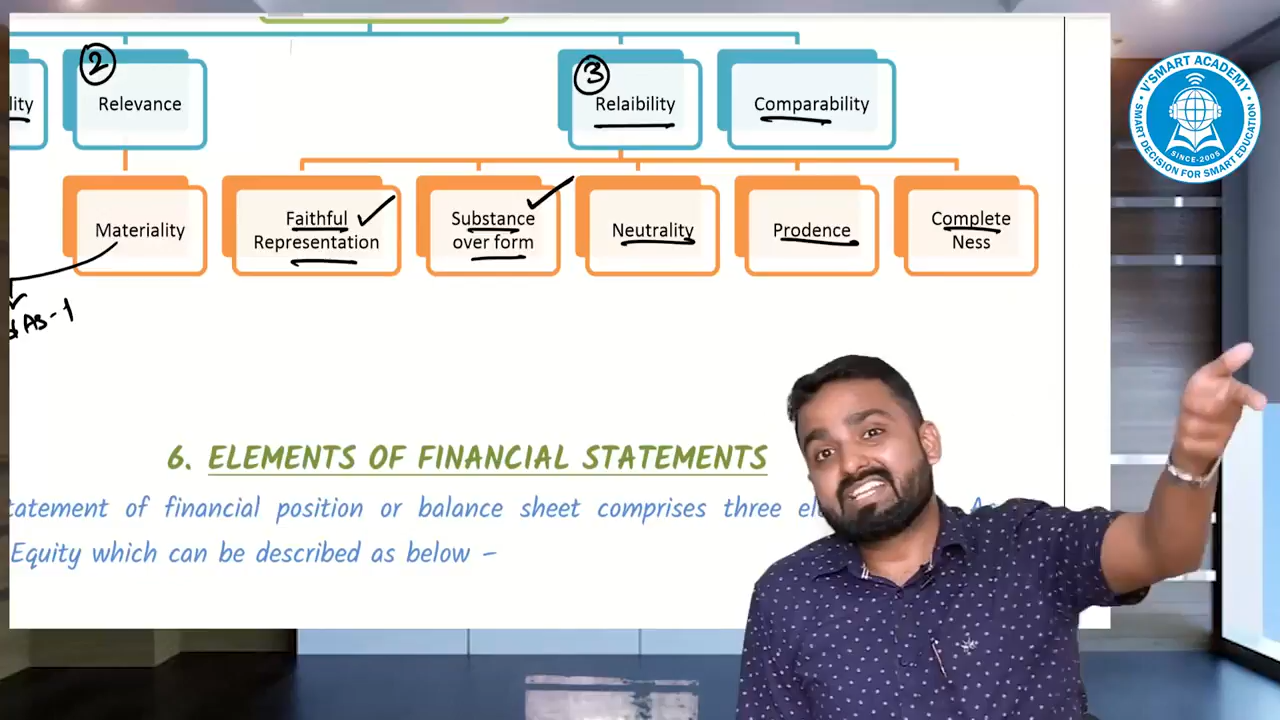 2
3
lity
Relevance
Relaibility
Comparability
Materiality
Faithful
Representation
Substance
over form
Neutrality
Prodence
Complete
Ness
AS-1
6. ELEMENTS OF FINANCIAL STATEMENTS
tatement of financial position or balance sheet comprises three
Equity which can be described as below –
V'SMART ACADEMY
SMART DECISION FOR SMART EDUCATION
SINCE-2006